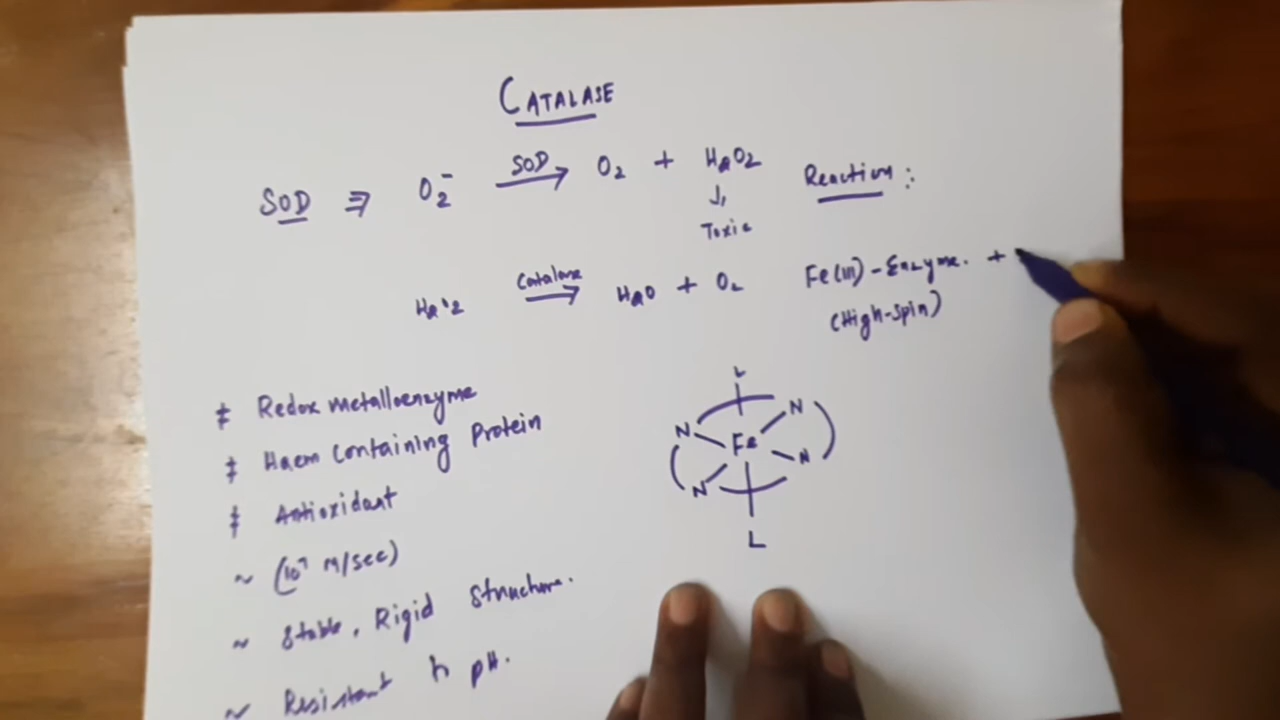 CATALASE
SOD ⇒ O2- SOD → O2 + H2O2
↓
Toxic
H2O2 Catalase → H2O + O2
* Redox metalloenzyme
* Haem containing protein
* Antioxidant
~ (10⁷ M/sec)
~ Stable, Rigid structure.
~ Resistant to pH.
Reaction :
Fe(III) - Enzyme. +
(High-spin)
L
N N
Fe
N N
L